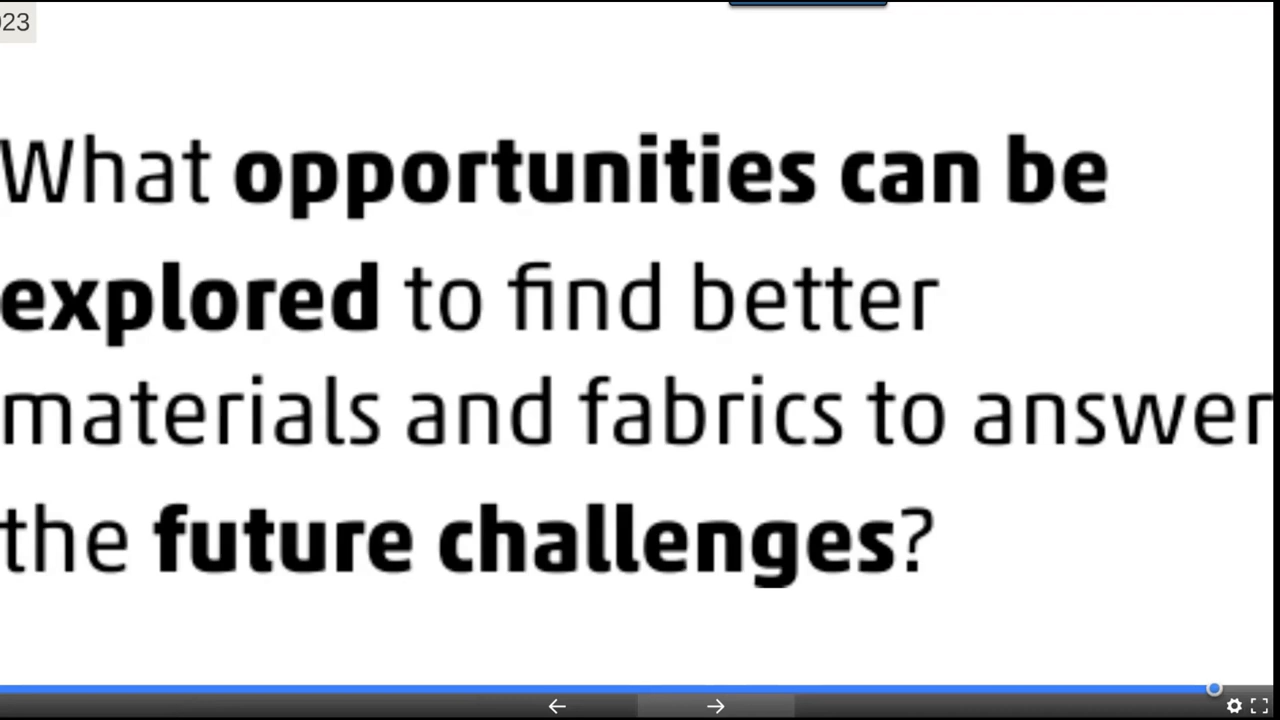 023
What opportunities can be
explored to find better
materials and fabrics to answer
the future challenges?